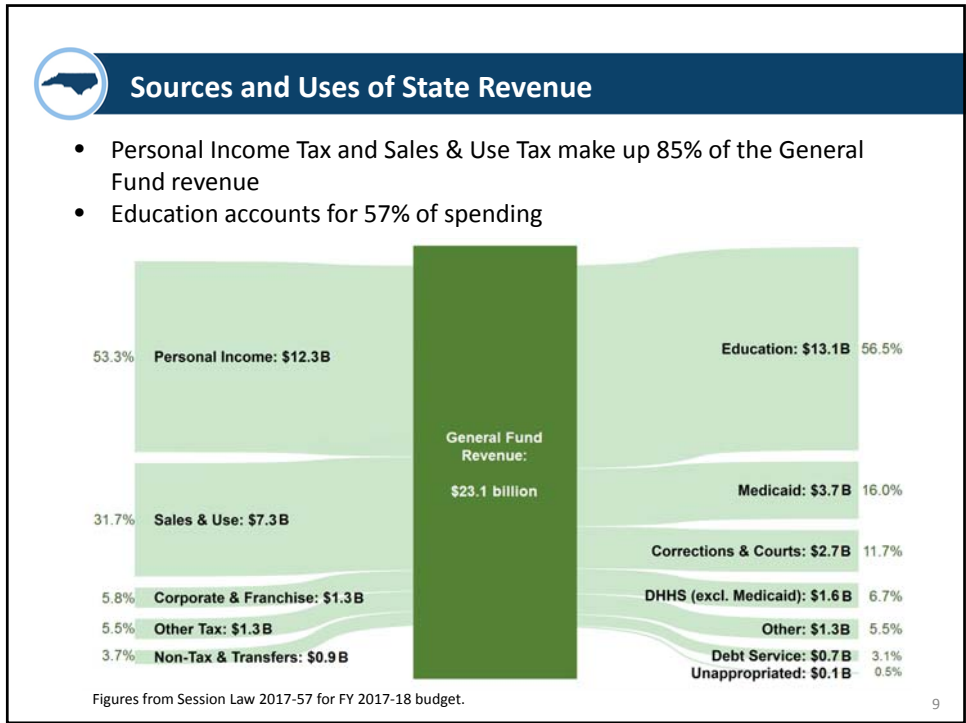 Sources and Uses of State Revenue
• Personal Income Tax and Sales & Use Tax make up 85% of the General
Fund revenue
• Education accounts for 57% of spending
53.3% Personal Income: $12.3B
31.7% Sales & Use: $7.3B
5.8% Corporate & Franchise: $1.3B
5.5% Other Tax: $1.3B
3.7% Non-Tax & Transfers: $0.9B
General Fund
Revenue:
$23.1 billion
Education: $13.1B 56.5%
Medicaid: $3.7B 16.0%
Corrections & Courts: $2.7B 11.7%
DHHS (excl. Medicaid): $1.6B 6.7%
Other: $1.3B 5.5%
Debt Service: $0.7B 3.1%
Unappropriated: $0.1B 0.5%
Figures from Session Law 2017-57 for FY 2017-18 budget.
9